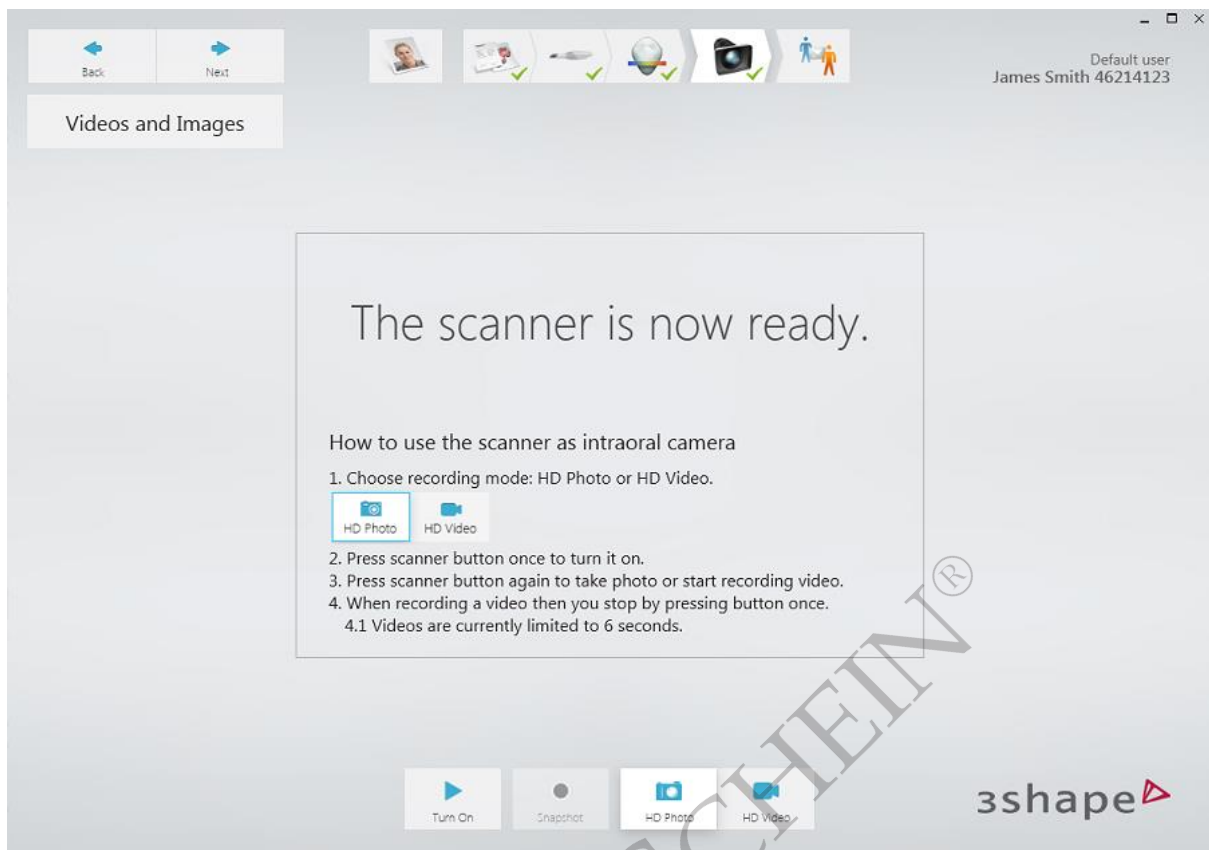 Back
Next
Default user
James Smith 46214123
Videos and Images
The scanner is now ready.
How to use the scanner as intraoral camera
1. Choose recording mode: HD Photo or HD Video.
HD Photo
HD Video
2. Press scanner button once to turn it on.
3. Press scanner button again to take photo or start recording video.
4. When recording a video then you stop by pressing button once.
4.1 Videos are currently limited to 6 seconds.
Turn On
Snapshot
HD Photo
HD Video
3shape
SCHEIN®